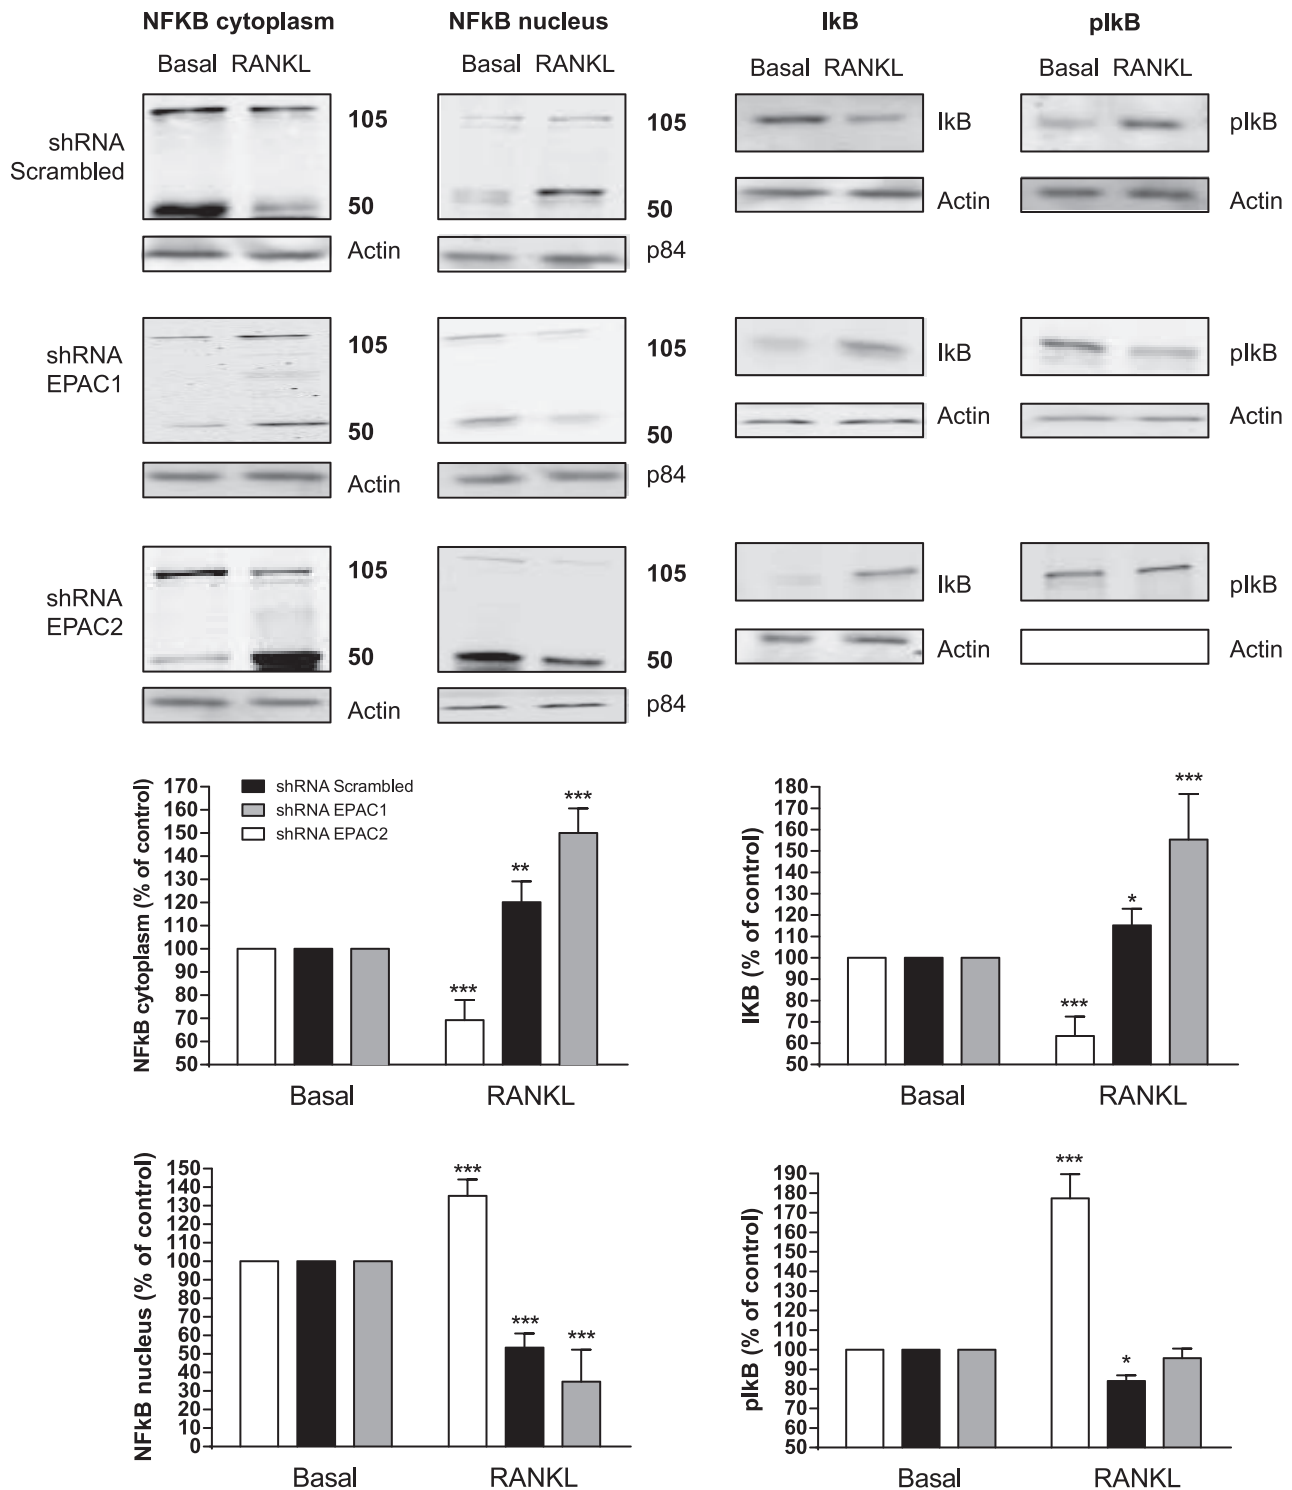 NFKB cytoplasm NFkB nucleus IkB pIkB
Basal RANKL Basal RANKL Basal RANKL Basal RANKL
shRNA
Scrambled
105 105 IkB pIkB
50 50 Actin Actin
Actin p84
shRNA
EPAC1
105 105 IkB pIkB
50 50 Actin Actin
Actin p84
shRNA
EPAC2
105 105 IkB pIkB
50 50 Actin Actin
Actin p84
NFkB cytoplasm (% of control)
170
160
150
140
130
120
110
100
90
80
70
60
50
shRNA Scrambled
shRNA EPAC1
shRNA EPAC2
***
**
***
Basal RANKL
IKB (% of control)
180
170
160
150
140
130
120
110
100
90
80
70
60
50
***
*
***
Basal RANKL
NFkB nucleus (% of control)
150
140
130
120
110
100
90
80
70
60
50
40
30
20
10
0
***
***
***
Basal RANKL
pIkB (% of control)
190
180
170
160
150
140
130
120
110
100
90
80
70
60
50
***
*
Basal RANKL